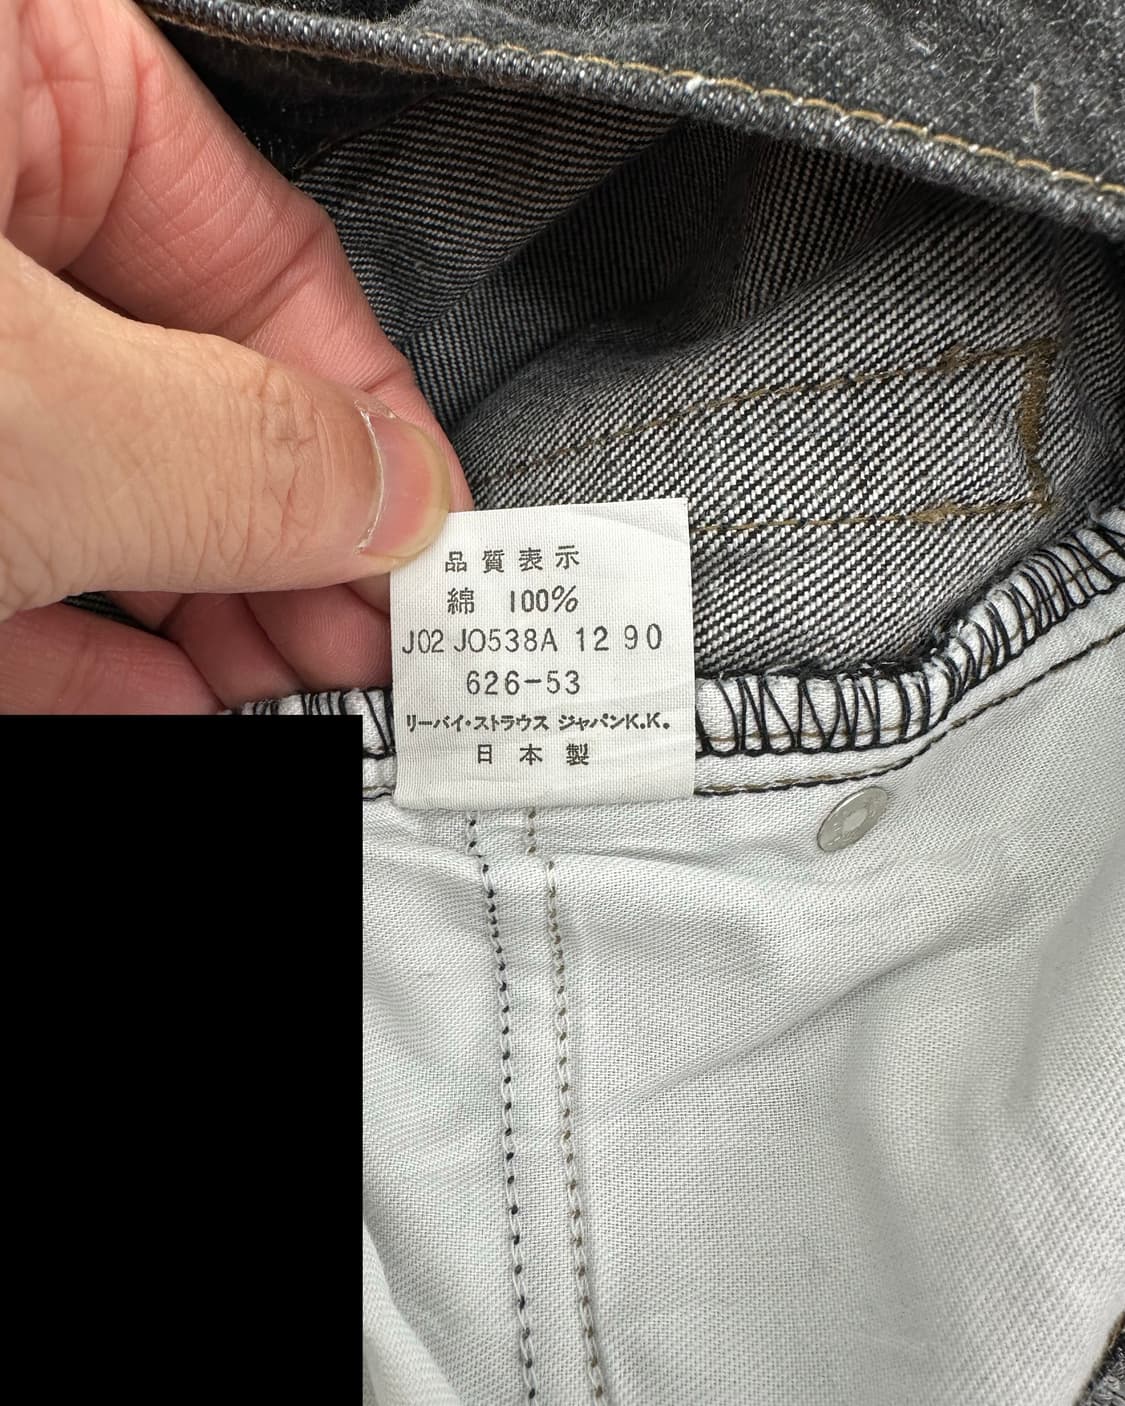 品質表示
綿 100%
J02 J0538A 12 90
626-53
リーバイ・ストラウス ジャパンK.K.
日本製